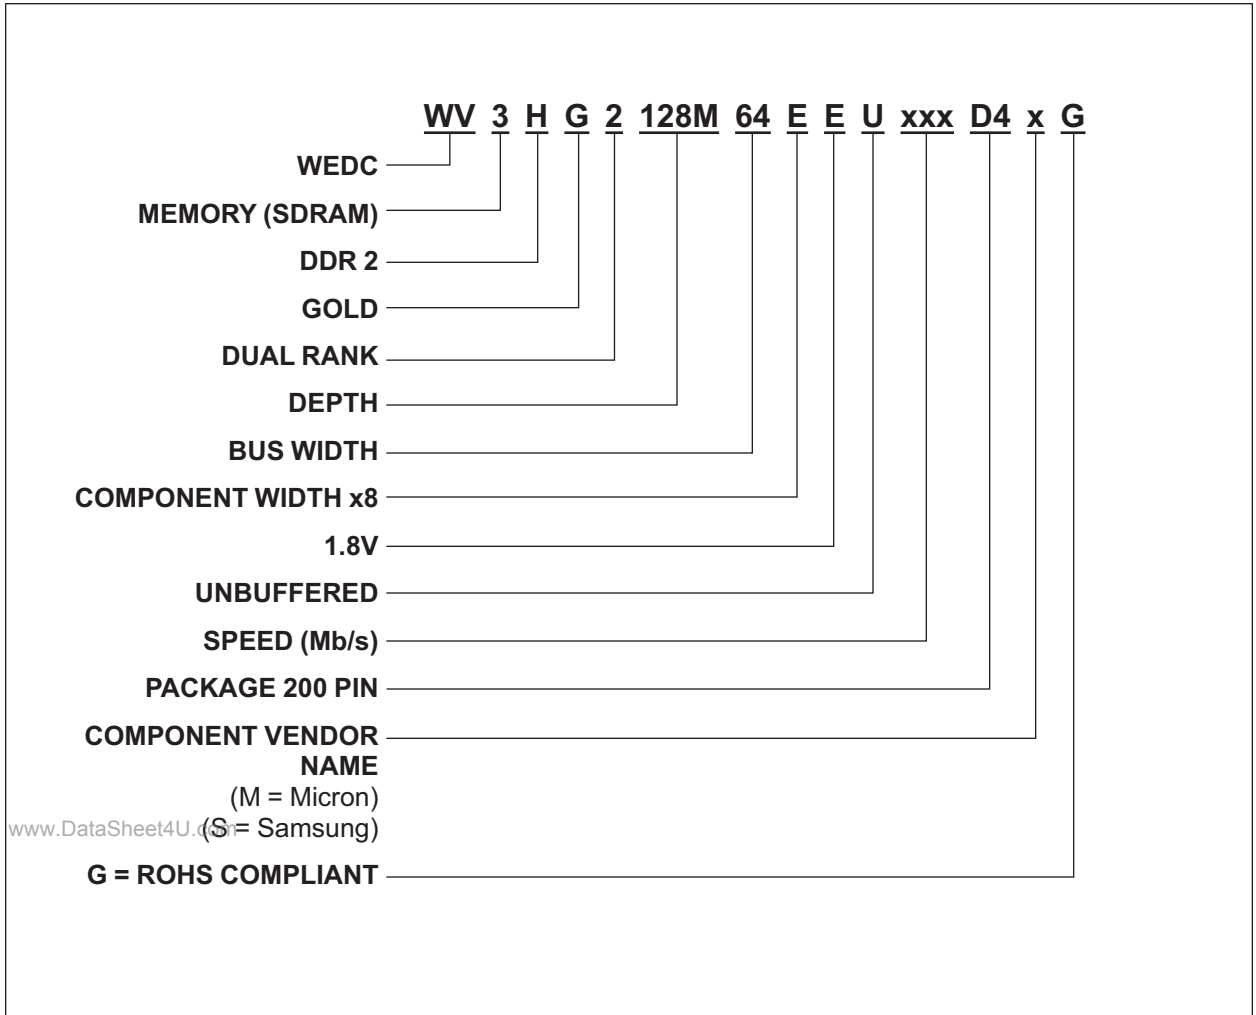 WV 3 H G 2 128M 64 E E U xxx D4 x G
WEDC
MEMORY (SDRAM)
DDR 2
GOLD
DUAL RANK
DEPTH
BUS WIDTH
COMPONENT WIDTH x8
1.8V
UNBUFFERED
SPEED (Mb/s)
PACKAGE 200 PIN
COMPONENT VENDOR
NAME
(M = Micron)
www.DataSheet4U.com
(S = Samsung)
G = ROHS COMPLIANT